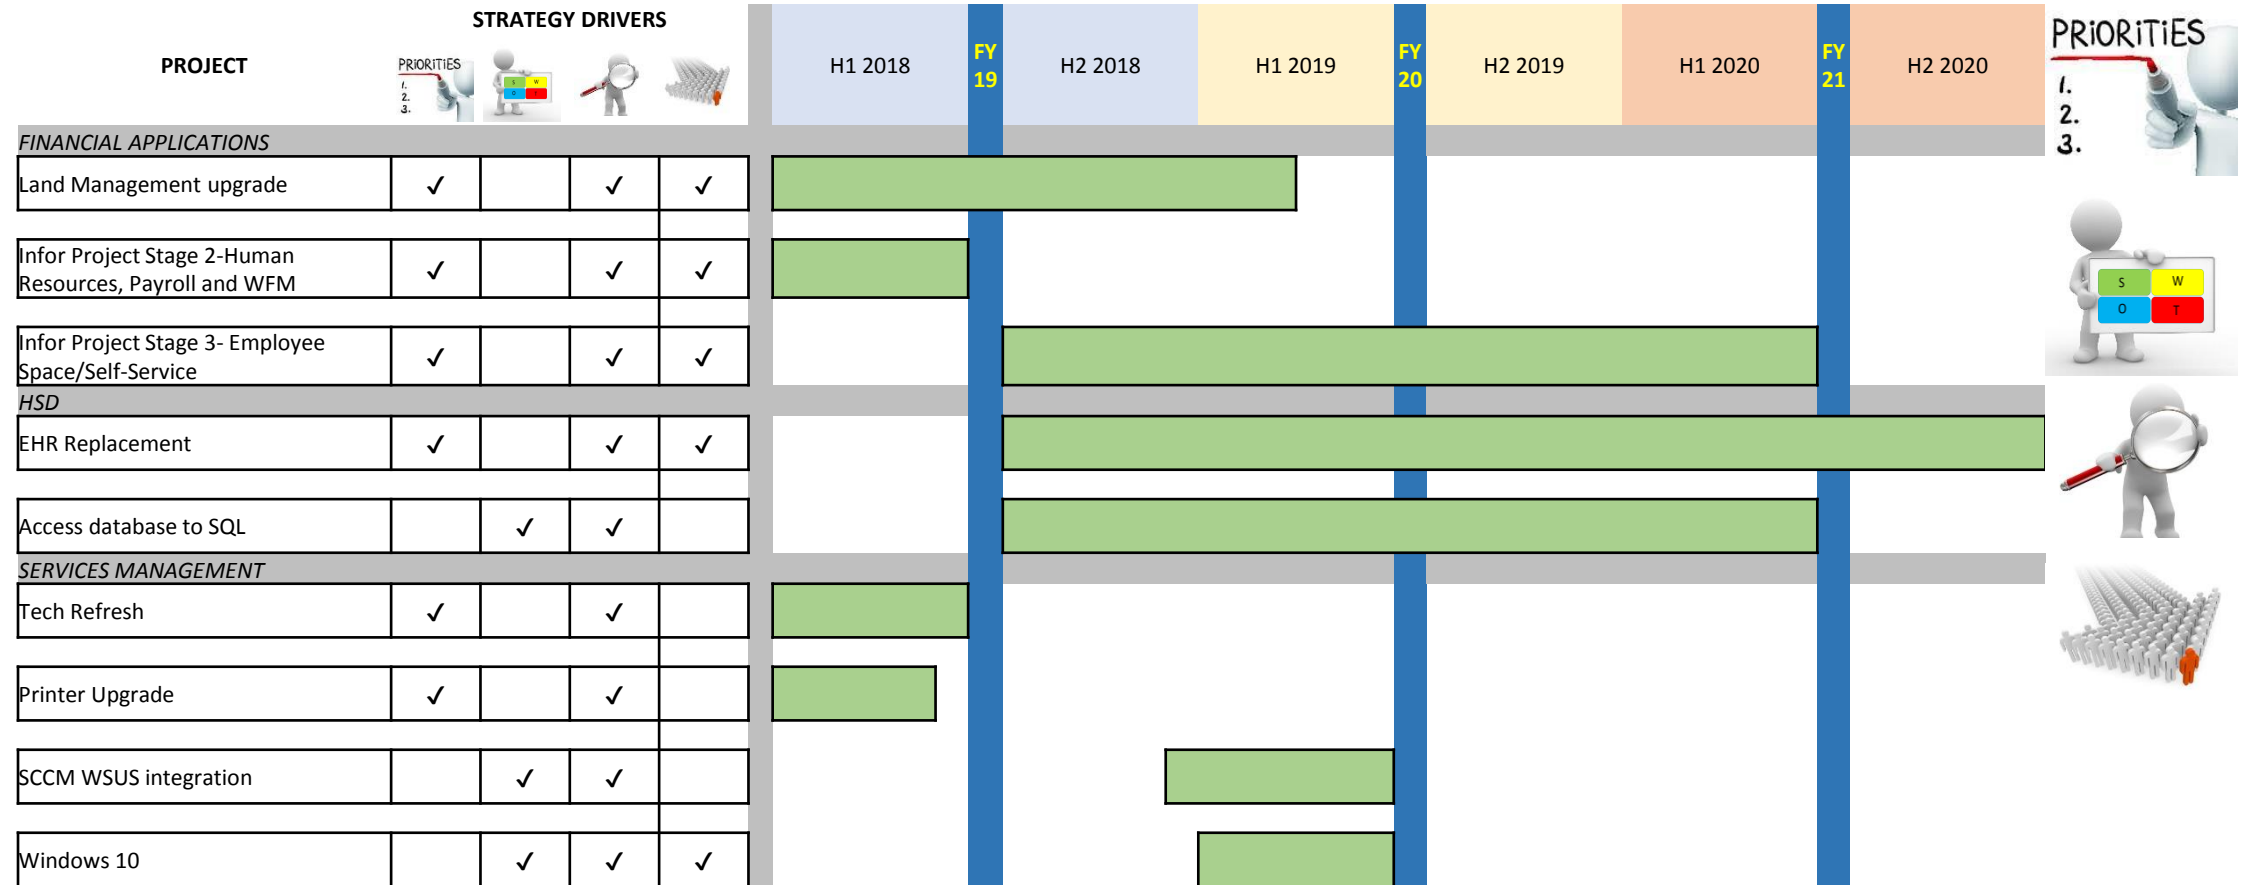 STRATEGY DRIVERS
PROJECT
PRiORiTiES
1.
2.
3.
S W
O T
H1 2018
FY
19
H2 2018
H1 2019
FY
20
H2 2019
H1 2020
FY
21
H2 2020
PRiORiTiES
1.
2.
3.
FINANCIAL APPLICATIONS
Land Management upgrade ✓ ✓ ✓
Infor Project Stage 2-Human
Resources, Payroll and WFM ✓ ✓ ✓
S W
O T
Infor Project Stage 3- Employee
Space/Self-Service ✓ ✓ ✓
HSD
EHR Replacement ✓ ✓ ✓
Access database to SQL ✓ ✓
SERVICES MANAGEMENT
Tech Refresh ✓ ✓
Printer Upgrade ✓ ✓
SCCM WSUS integration ✓ ✓
Windows 10 ✓ ✓ ✓